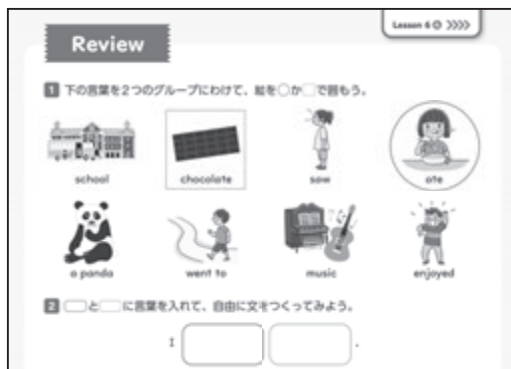 Lesson 6 >>>>
Review
1 下の言葉を2つのグループにわけて、絵を○か□で囲もう。
school chocolate saw ate
a panda went to music enjoyed
2 □と□に言葉を入れて、自由に文をつくってみよう。
I .